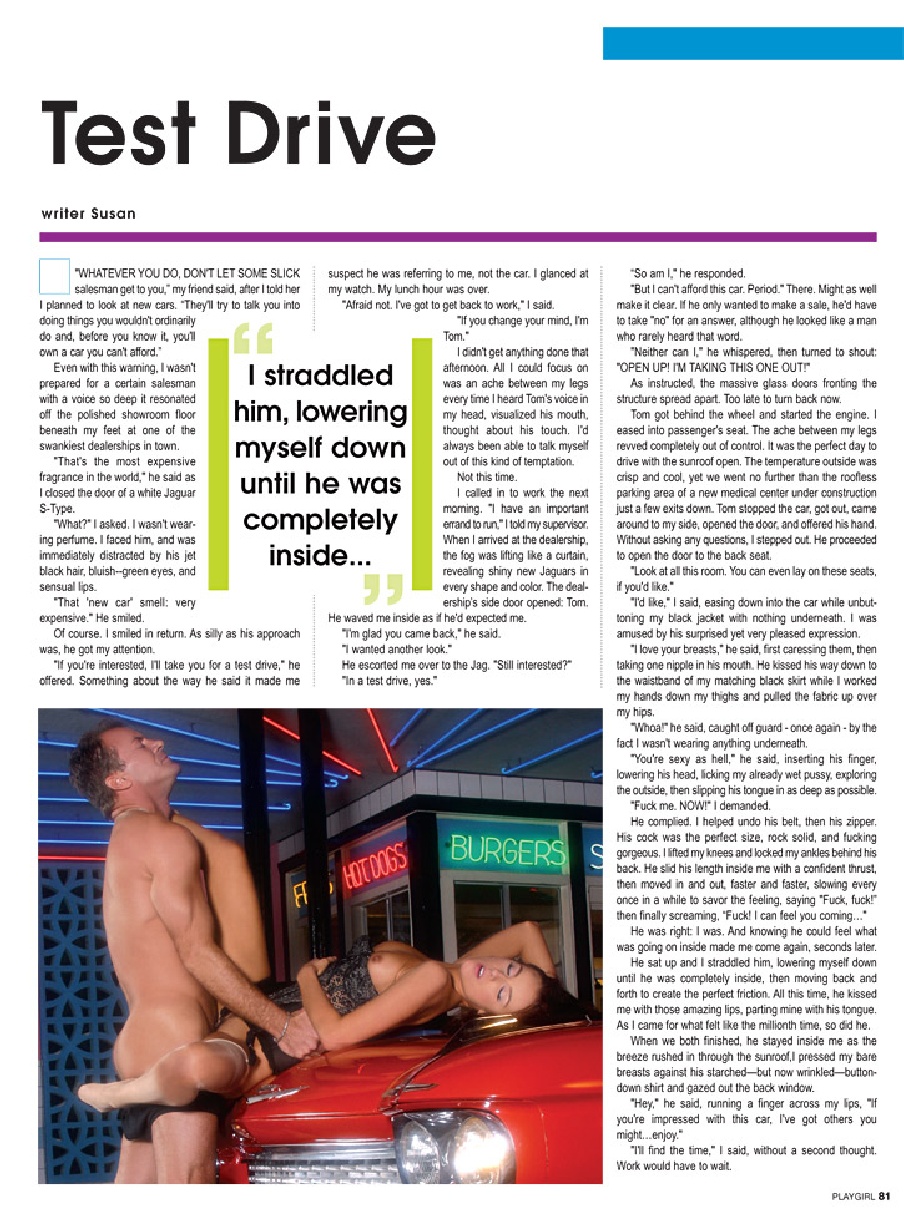 Test Drive
writer Susan
"WHATEVER YOU DO, DON'T LET SOME SLICK
salesman get to you," my friend said, after I told her
I planned to look at new cars. "They'll try to talk you into
doing things you wouldn't ordinarily
do and, before you know it, you'll
own a car you can't afford."
Even with this warning, I wasn't
prepared for a certain salesman
with a voice so deep it resonated
off the polished showroom floor
beneath my feet at one of the
swankiest dealerships in town.
"That's the most expensive
fragrance in the world," he said as
I closed the door of a white Jaguar
S-Type.
"What?" I asked. I wasn't wear-
ing perfume. I faced him, and was
immediately distracted by his jet
black hair, bluish--green eyes, and
sensual lips.
"That 'new car' smell: very
expensive." He smiled.
Of course. I smiled in return. As silly as his approach
was, he got my attention.
"If you're interested, I'll take you for a test drive," he
offered. Something about the way he said it made me
“
I straddled
him, lowering
myself down
until he was
completely
inside...
”
suspect he was referring to me, not the car. I glanced at
my watch. My lunch hour was over.
"Afraid not. I've got to get back to work," I said.
"If you change your mind, I'm
Tom."
I didn't get anything done that
afternoon. All I could focus on
was an ache between my legs
every time I heard Tom's voice in
my head, visualized his mouth,
thought about his touch. I'd
always been able to talk myself
out of this kind of temptation.
Not this time.
I called in to work the next
morning. "I have an important
errand to run," I told my supervisor.
When I arrived at the dealership,
the fog was lifting like a curtain,
revealing shiny new Jaguars in
every shape and color. The deal-
ership's side door opened: Tom.
He waved me inside as if he'd expected me.
"I'm glad you came back," he said.
"I wanted another look."
He escorted me over to the Jag. "Still interested?"
"In a test drive, yes."
"So am I," he responded.
"But I can't afford this car. Period." There. Might as well
make it clear. If he only wanted to make a sale, he'd have
to take "no" for an answer, although he looked like a man
who rarely heard that word.
"Neither can I," he whispered, then turned to shout:
"OPEN UP! I'M TAKING THIS ONE OUT!"
As instructed, the massive glass doors fronting the
structure spread apart. Too late to turn back now.
Tom got behind the wheel and started the engine. I
eased into passenger's seat. The ache between my legs
revved completely out of control. It was the perfect day to
drive with the sunroof open. The temperature outside was
crisp and cool, yet we went no further than the roofless
parking area of a new medical center under construction
just a few exits down. Tom stopped the car, got out, came
around to my side, opened the door, and offered his hand.
Without asking any questions, I stepped out. He proceeded
to open the door to the back seat.
"Look at all this room. You can even lay on these seats,
if you'd like."
"I'd like," I said, easing down into the car while unbut-
toning my black jacket with nothing underneath. I was
amused by his surprised yet very pleased expression.
"I love your breasts," he said, first caressing them, then
taking one nipple in his mouth. He kissed his way down to
the waistband of my matching black skirt while I worked
my hands down my thighs and pulled the fabric up over
my hips.
"Whoa!" he said, caught off guard - once again - by the
fact I wasn't wearing anything underneath.
"You're sexy as hell," he said, inserting his finger,
lowering his head, licking my already wet pussy, exploring
the outside, then slipping his tongue in as deep as possible.
"Fuck me. NOW!" I demanded.
He complied. I helped undo his belt, then his zipper.
His cock was the perfect size, rock solid, and fucking
gorgeous. I lifted my knees and locked my ankles behind his
back. He slid his length inside me with a confident thrust,
then moved in and out, faster and faster, slowing every
once in a while to savor the feeling, saying "Fuck, fuck!"
then finally screaming, "Fuck! I can feel you coming…"
He was right: I was. And knowing he could feel what
was going on inside made me come again, seconds later.
He sat up and I straddled him, lowering myself down
until he was completely inside, then moving back and
forth to create the perfect friction. All this time, he kissed
me with those amazing lips, parting mine with his tongue.
As I came for what felt like the millionth time, so did he.
When we both finished, he stayed inside me as the
breeze rushed in through the sunroof,I pressed my bare
breasts against his starched—but now wrinkled—button-
down shirt and gazed out the back window.
"Hey," he said, running a finger across my lips, "If
you're impressed with this car, I've got others you
might....enjoy."
"I'll find the time," I said, without a second thought.
Work would have to wait.
HOT DOGS
BURGERS
PLAYGIRL 81